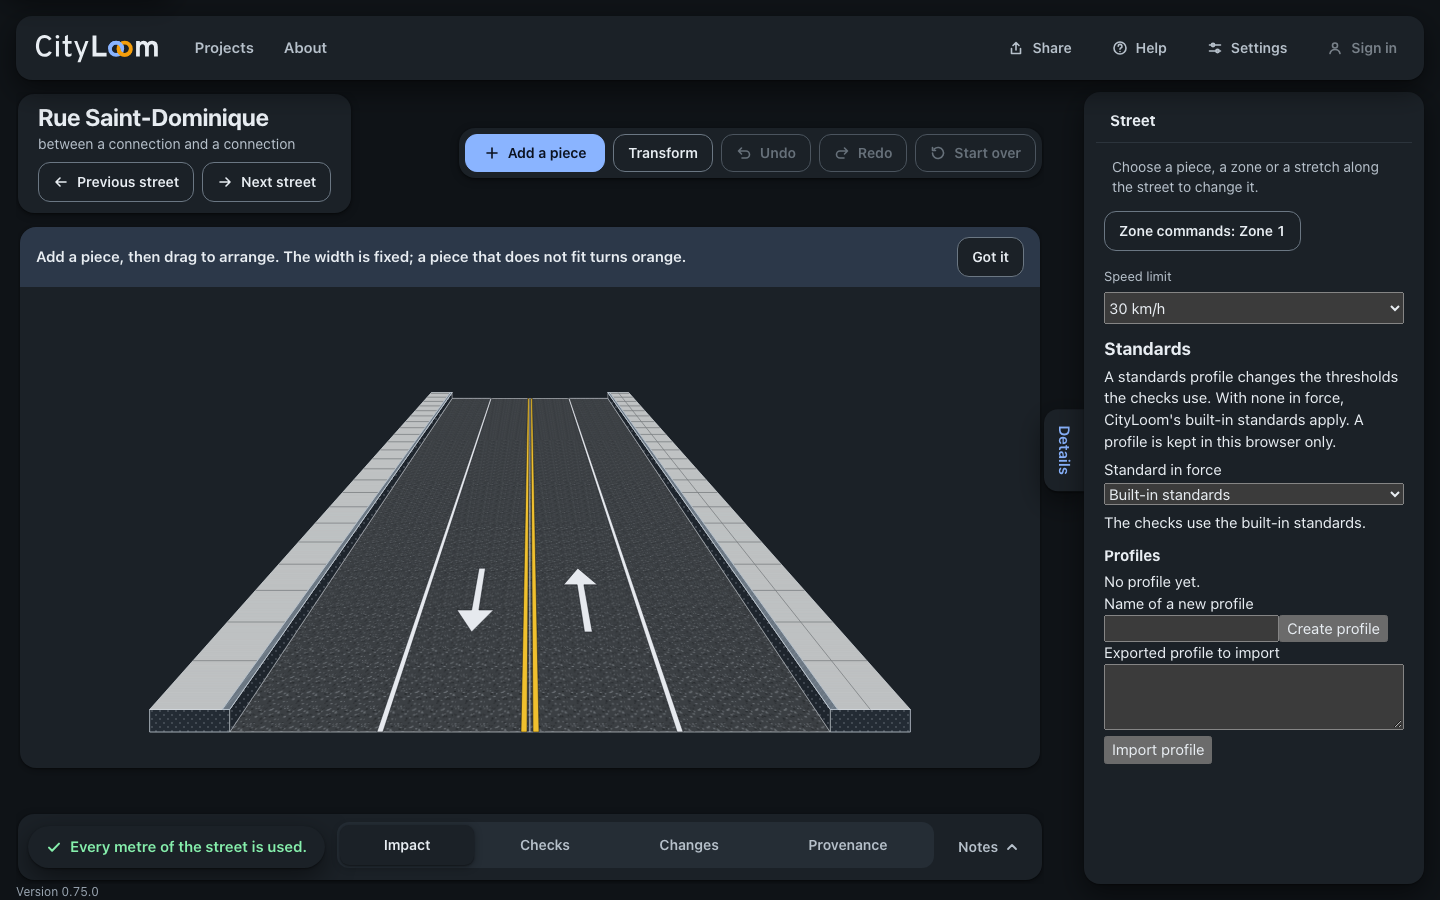 CityLoom
Projects
About
Share
Help
Settings
Sign in
Rue Saint-Dominique
between a connection and a connection
Previous street
Next street
Add a piece
Transform
Undo
Redo
Start over
Add a piece, then drag to arrange. The width is fixed; a piece that does not fit turns orange.
Got it
Details
Street
Choose a piece, a zone or a stretch along
the street to change it.
Zone commands: Zone 1
Speed limit
30 km/h
Standards
A standards profile changes the thresholds
the checks use. With none in force,
CityLoom's built-in standards apply. A
profile is kept in this browser only.
Standard in force
Built-in standards
The checks use the built-in standards.
Profiles
No profile yet.
Name of a new profile
Create profile
Exported profile to import
Import profile
Every metre of the street is used.
Impact
Checks
Changes
Provenance
Notes
Version 0.75.0